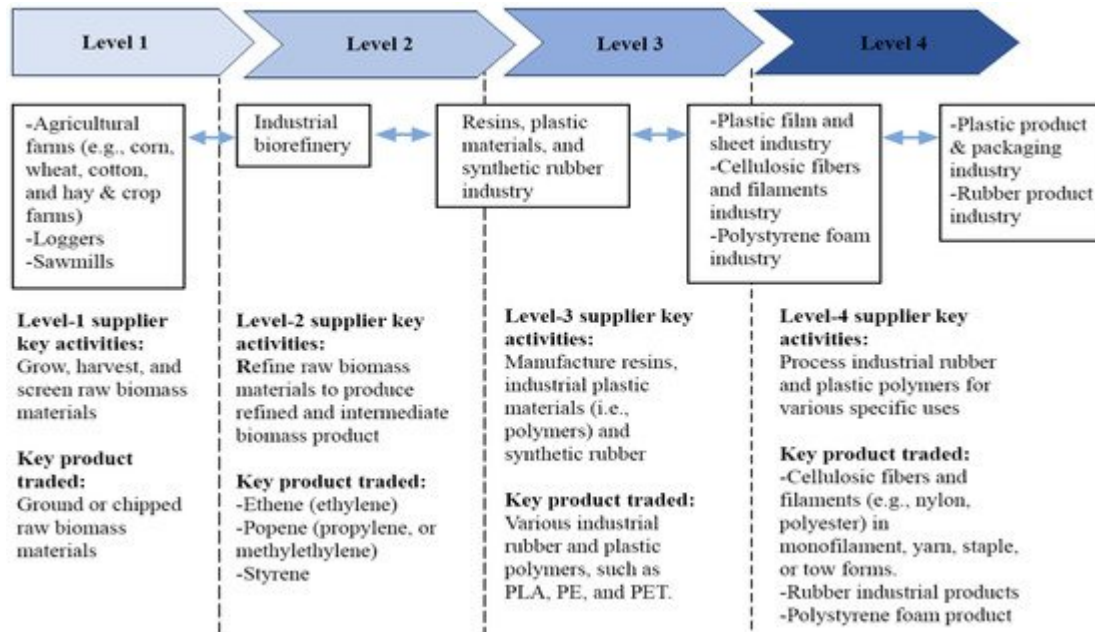 Level 1
Level 2
Level 3
Level 4
-Agricultural
farms (e.g., corn,
wheat, cotton,
and hay & crop
farms)
-Loggers
-Sawmills
Industrial
biorefinery
Resins, plastic
materials, and
synthetic rubber
industry
-Plastic film and
sheet industry
-Cellulosic fibers
and filaments
industry
-Polystyrene foam
industry
-Plastic product
& packaging
industry
-Rubber product
industry
Level-1 supplier
key activities:
Grow, harvest, and
screen raw biomass
materials
Key product
traded:
Ground or chipped
raw biomass
materials
Level-2 supplier key
activities:
Refine raw biomass
materials to produce
refined and intermediate
biomass product
Key product traded:
-Ethene (ethylene)
-Popene (propylene, or
methylethylene)
-Styrene
Level-3 supplier key
activities:
Manufacture resins,
industrial plastic
materials (i.e.,
polymers) and
synthetic rubber
Key product traded:
Various industrial
rubber and plastic
polymers, such as
PLA, PE, and PET.
Level-4 supplier key
activities:
Process industrial rubber
and plastic polymers for
various specific uses
Key product traded:
-Cellulosic fibers and
filaments (e.g., nylon,
polyester) in
monofilament, yarn, staple,
or tow forms.
-Rubber industrial products
-Polystyrene foam product